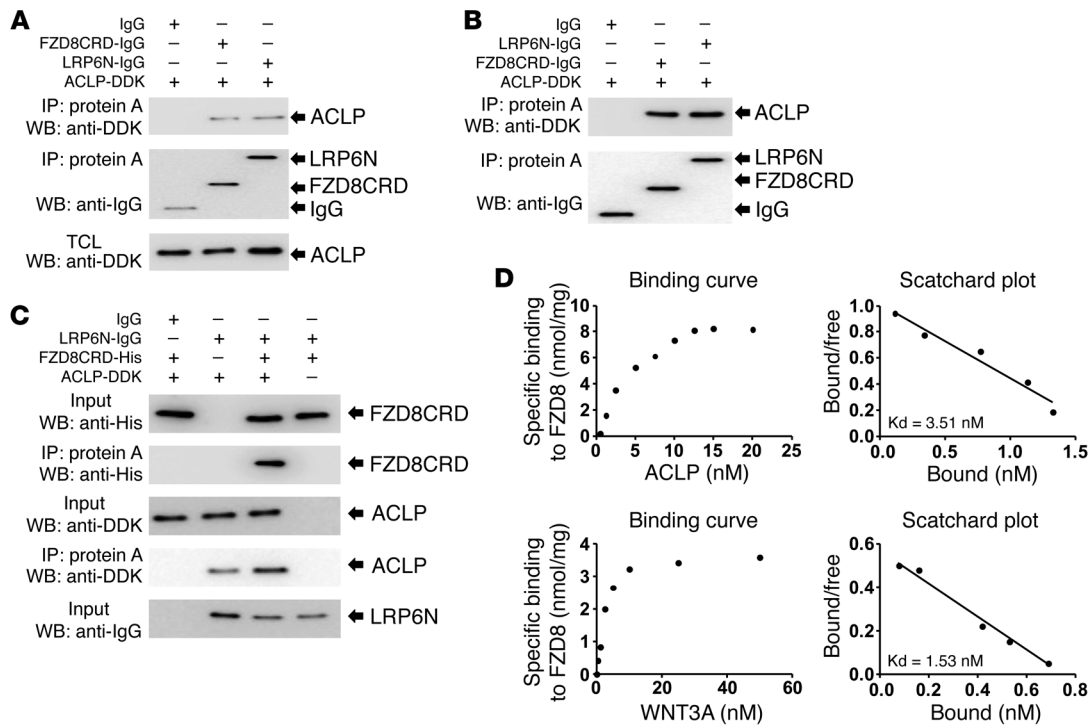 A
IgG + − −
FZD8CRD-IgG − + −
LRP6N-IgG − − +
ACLP-DDK + + +
IP: protein A
WB: anti-DDK
ACLP
IP: protein A
LRP6N
FZD8CRD
WB: anti-IgG
IgG
TCL
WB: anti-DDK
ACLP
B
IgG + − −
LRP6N-IgG − − +
FZD8CRD-IgG − + −
ACLP-DDK + + +
IP: protein A
WB: anti-DDK
ACLP
IP: protein A
LRP6N
FZD8CRD
WB: anti-IgG
IgG
C
IgG + − − −
LRP6N-IgG − + + +
FZD8CRD-His + − + +
ACLP-DDK + + + −
Input
WB: anti-His
FZD8CRD
IP: protein A
WB: anti-His
FZD8CRD
Input
WB: anti-DDK
ACLP
IP: protein A
WB: anti-DDK
ACLP
Input
WB: anti-IgG
LRP6N
D
Binding curve
Specific binding
to FZD8 (nmol/mg)
10
8
6
4
2
0
0 5 10 15 20 25
ACLP (nM)
Scatchard plot
Bound/free
1.0
0.8
0.6
0.4
0.2
0.0
Kd = 3.51 nM
0.0 0.5 1.0 1.5
Bound (nM)
Binding curve
Specific binding
to FZD8 (nmol/mg)
4
3
2
1
0
0 20 40 60
WNT3A (nM)
Scatchard plot
Bound/free
0.6
0.4
0.2
0.0
Kd = 1.53 nM
0.0 0.2 0.4 0.6 0.8
Bound (nM)